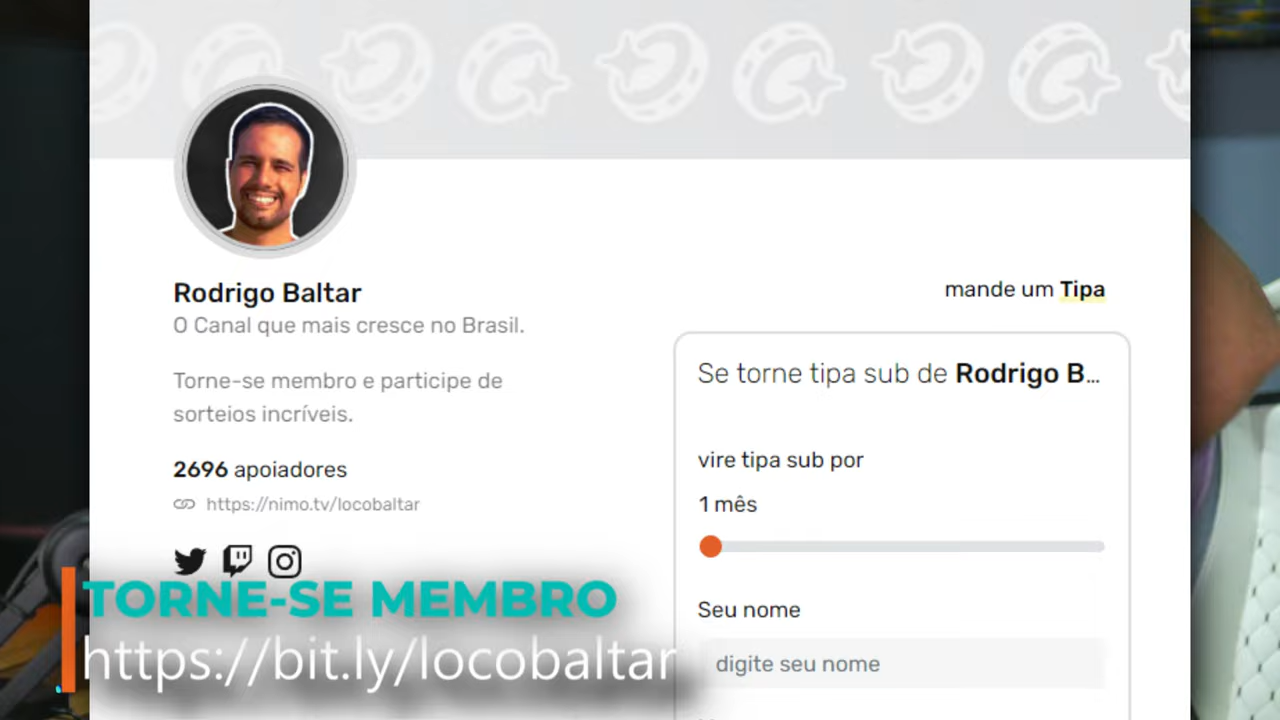 Rodrigo Baltar
O Canal que mais cresce no Brasil.
Torne-se membro e participe de
sorteios incríveis.
2696 apoiadores
https://nimo.tv/locobaltar
mande um Tipa
Se torne tipa sub de Rodrigo B...
vire tipa sub por
1 mês
Seu nome
digite seu nome
TORNE-SE MEMBRO
https://bit.ly/locobaltar